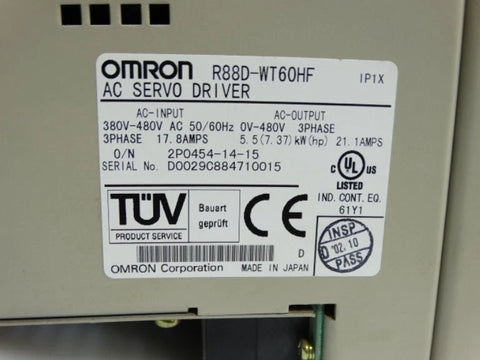 OMRON R88D-WT60HF IP1X
AC SERVO DRIVER
AC-INPUT AC-OUTPUT
380V-480V AC 50/60Hz 0V-480V 3PHASE
3PHASE 17.8AMPS 5.5(7.37)kW(hp) 21.1AMPS
O/N 2P0454-14-15
SERIAL No. D0029C884710015
C UL US
LISTED
IND. CONT. EQ.
61Y1
TÜV
PRODUCT SERVICE
Bauart
geprüft
CE
D
INSP
D '02.10
PASS
OMRON Corporation MADE IN JAPAN